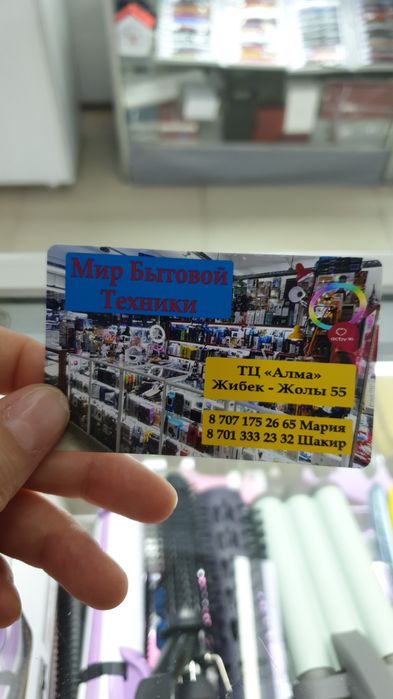 Мир Бытовой
Техники
activ
ТЦ «Алма»
Жибек - Жолы 55
8 707 175 26 65 Мария
8 701 333 23 32 Шакир